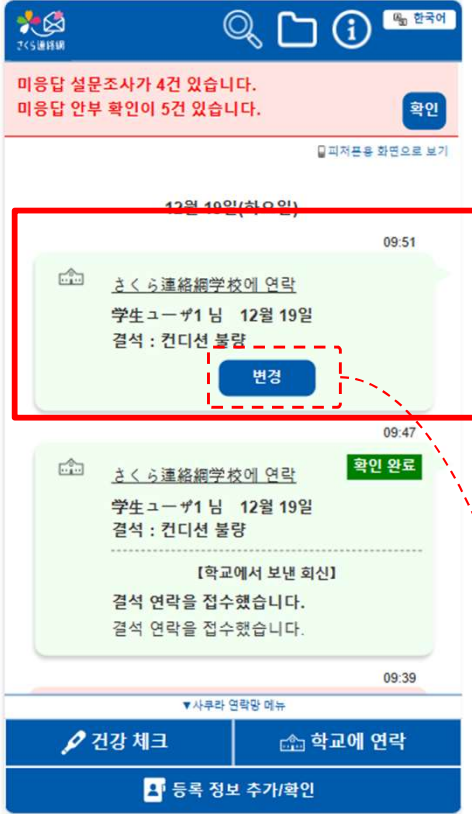 さくら連絡網
한국어
미응답 설문조사가 4건 있습니다.
미응답 안부 확인이 5건 있습니다.
확인
피처폰용 화면으로 보기
12월 19일(화요일)
09:51
さくら連絡網学校에 연락
学生ユーザ1 님 12월 19일
결석 : 컨디션 불량
변경
09:47
さくら連絡網学校에 연락
확인 완료
学生ユーザ1 님 12월 19일
결석 : 컨디션 불량
【학교에서 보낸 회신】
결석 연락을 접수했습니다.
결석 연락을 접수했습니다.
09:39
▼사쿠라 연락망 메뉴
건강 체크
학교에 연락
등록 정보 추가/확인